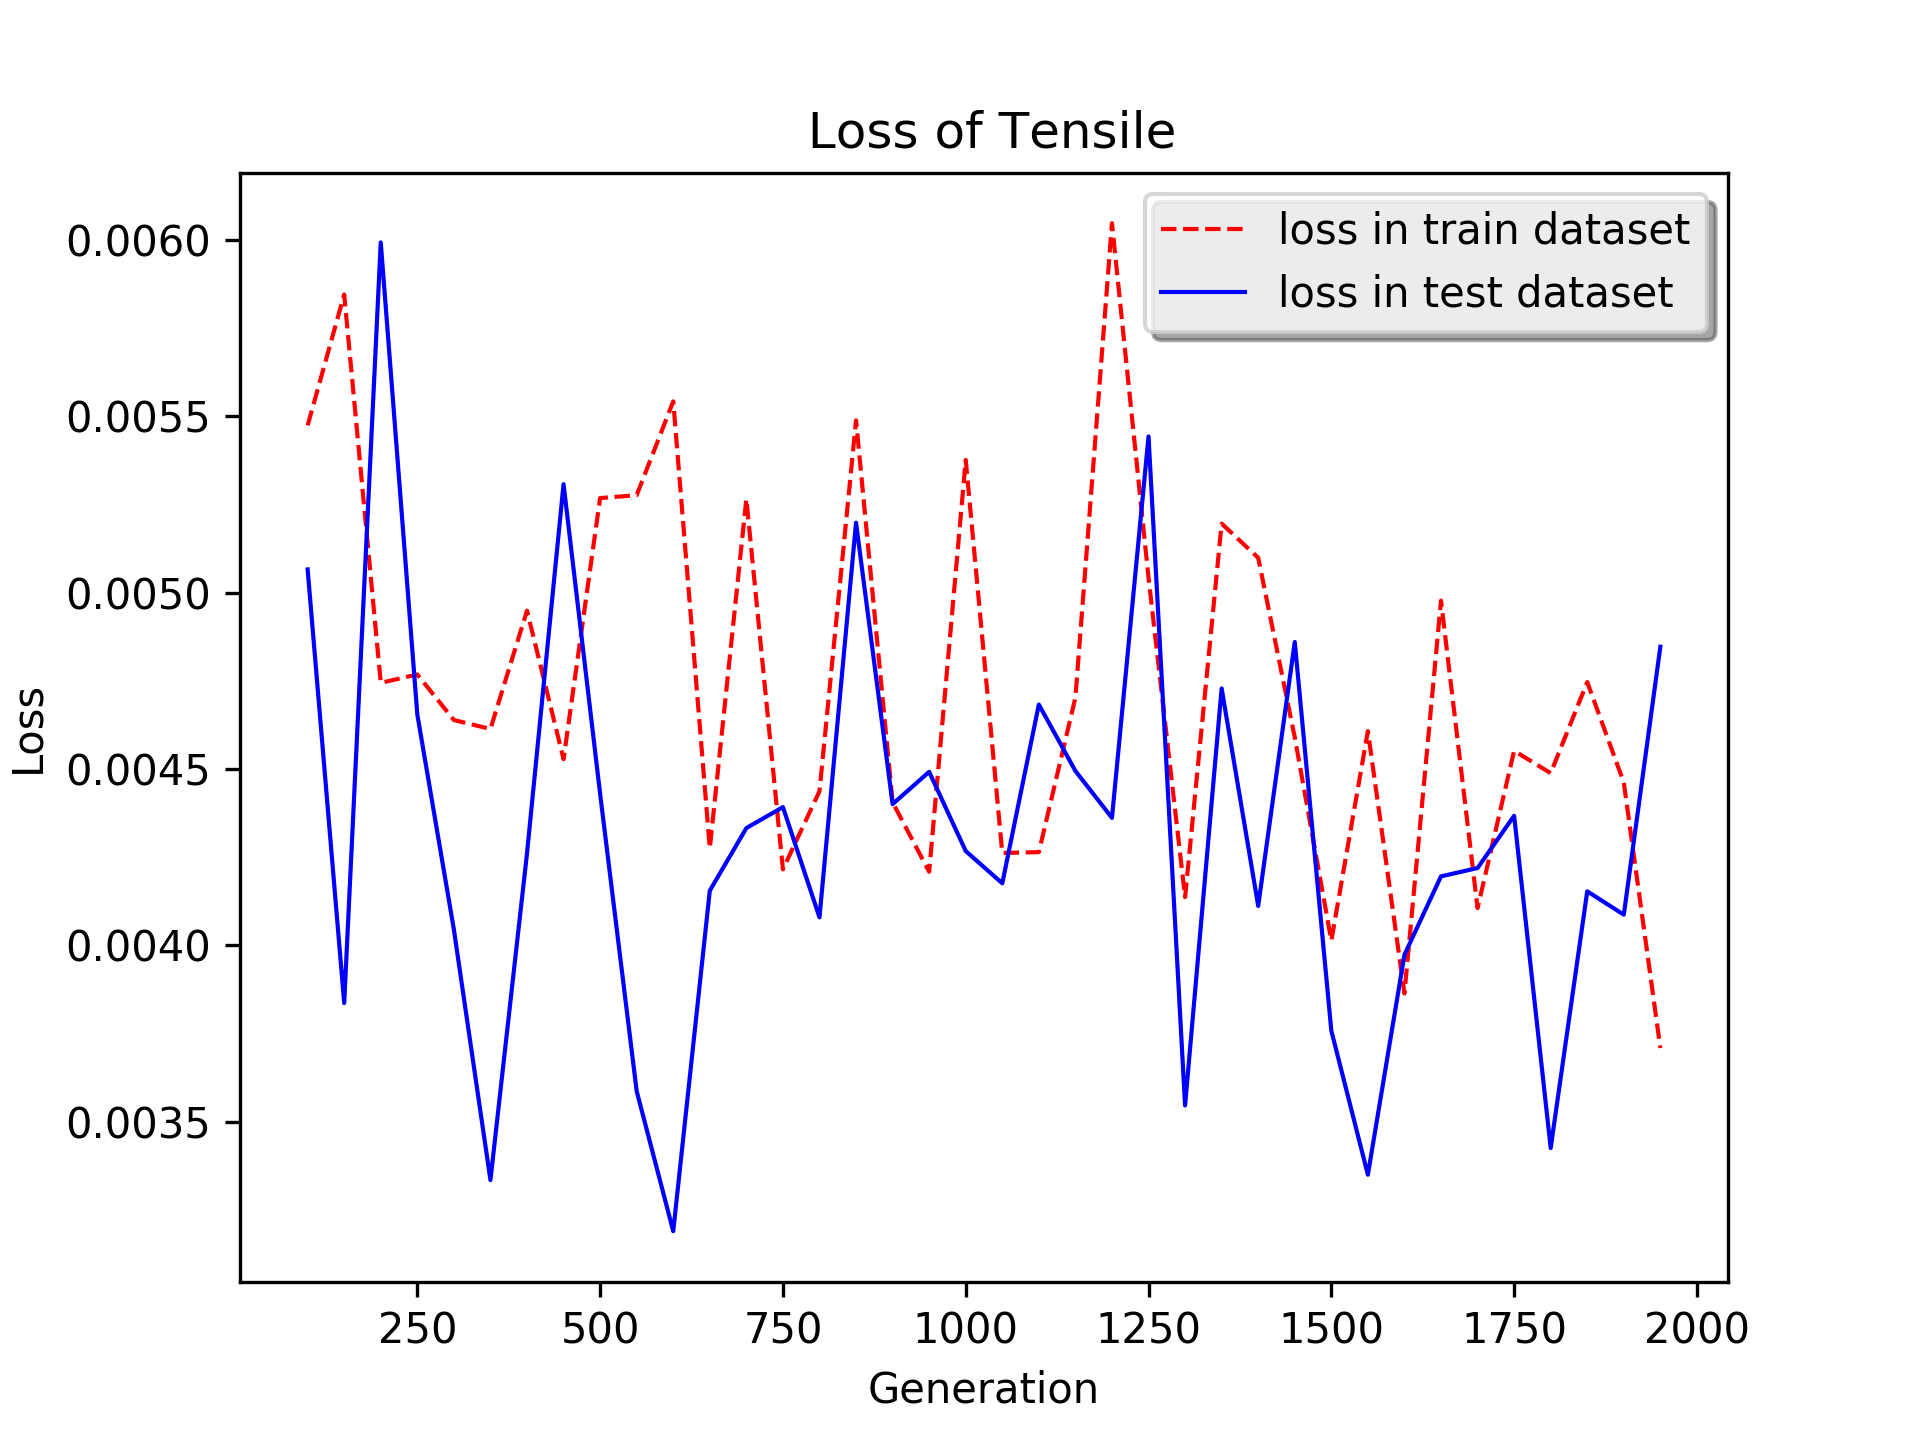 Loss of Tensile
loss in train dataset
loss in test dataset
0.0060
0.0055
0.0050
0.0045
0.0040
0.0035
Loss
250 500 750 1000 1250 1500 1750 2000
Generation